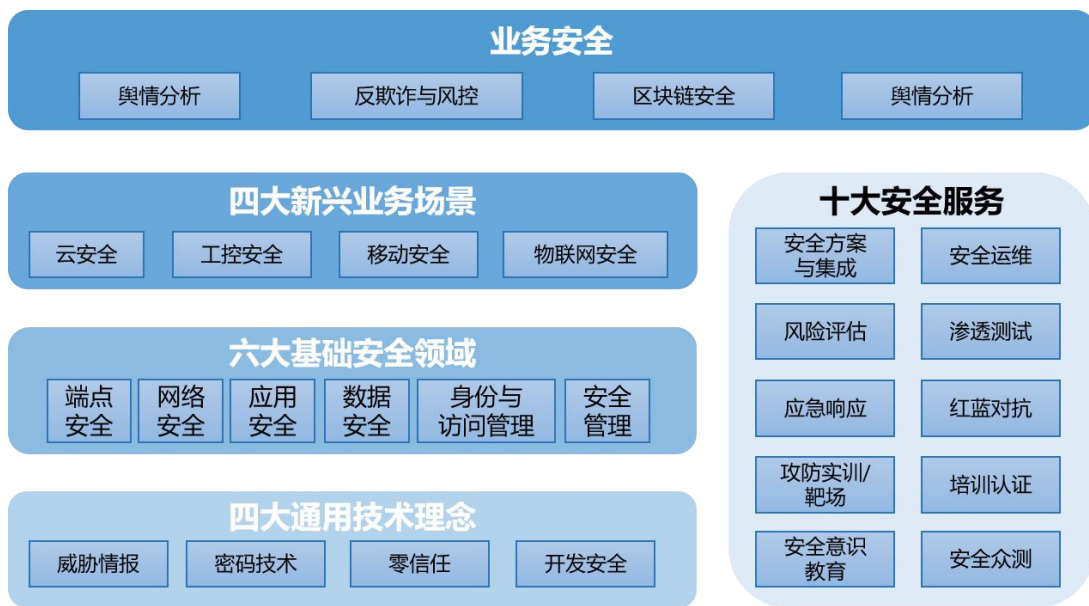 业务安全
舆情分析
反欺诈与风控
区块链安全
舆情分析
四大新兴业务场景
云安全
工控安全
移动安全
物联网安全
六大基础安全领域
端点
安全
网络
安全
应用
安全
数据
安全
身份与
访问管理
安全
管理
四大通用技术理念
威胁情报
密码技术
零信任
开发安全
十大安全服务
安全方案
与集成
安全运维
风险评估
渗透测试
应急响应
红蓝对抗
攻防实训/
靶场
培训认证
安全意识
教育
安全众测